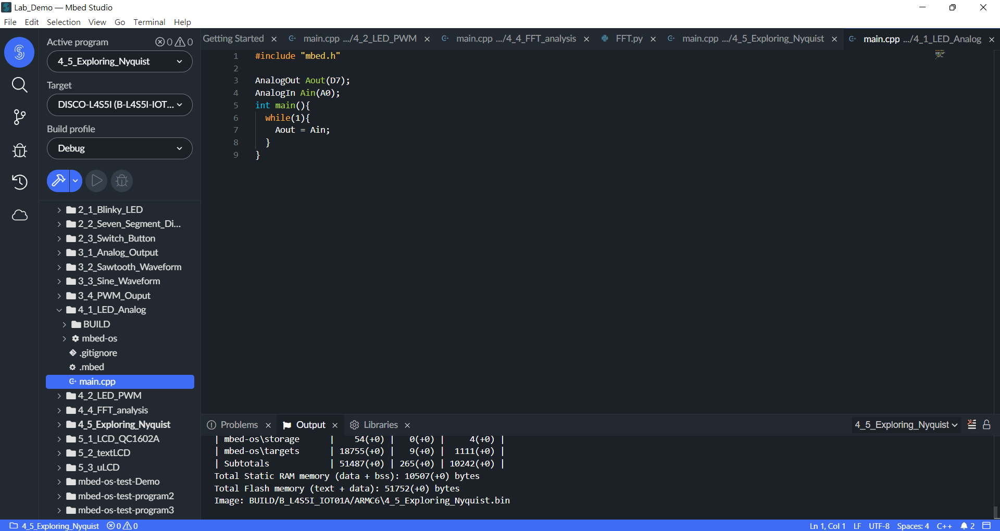 Lab_Demo — Mbed Studio
File Edit Selection View Go Terminal Help
Active program 0 0
4_5_Exploring_Nyquist
Target
DISCO-L4S5I (B-L4S5I-IOT...
Build profile
Debug
2_1_Blinky_LED
2_2_Seven_Segment_Di...
2_3_Switch_Button
3_1_Analog_Output
3_2_Sawtooth_Waveform
3_3_Sine_Waveform
3_4_PWM_Ouput
4_1_LED_Analog
BUILD
mbed-os
.gitignore
.mbed
main.cpp
4_2_LED_PWM
4_4_FFT_analysis
4_5_Exploring_Nyquist
5_1_LCD_QC1602A
5_2_textLCD
5_3_uLCD
mbed-os-test-Demo
mbed-os-test-program2
mbed-os-test-program3
Getting Started main.cpp .../4_2_LED_PWM main.cpp .../4_4_FFT_analysis FFT.py main.cpp .../4_5_Exploring_Nyquist main.cpp .../4_1_LED_Analog
1 #include "mbed.h"
2
3 AnalogOut Aout(D7);
4 AnalogIn Ain(A0);
5 int main(){
6 while(1){
7 Aout = Ain;
8 }
9 }
Problems Output Libraries 4_5_Exploring_Nyquist
| mbed-os\storage | 54(+0) | 0(+0) | 4(+0) |
| mbed-os\targets | 18755(+0) | 9(+0) | 1111(+0) |
| Subtotals | 51487(+0) | 265(+0) | 10242(+0) |
Total Static RAM memory (data + bss): 10507(+0) bytes
Total Flash memory (text + data): 51752(+0) bytes
Image: BUILD/B_L4S5I_IOT01A/ARMC6\4_5_Exploring_Nyquist.bin
4_5_Exploring_Nyquist 0 0 Ln 1, Col 1 LF UTF-8 Spaces: 4 C++ 2